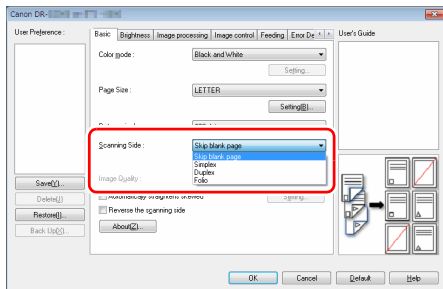 Canon DR-
User Preference :
Basic Brightness Image processing Image control Feeding Error De
User's Guide
Color mode :
Black and White
Setting...
Page Size :
LETTER
Setting(B)...
Scanning Side :
Skip blank page
Skip blank page
Simplex
Duplex
Folio
Image Quality :
Save(Y)...
Automatically straightens skewed
Setting...
Delete(J)
Reverse the scanning side
Restore(I)...
About(Z)...
Back Up(X)...
OK Cancel Default Help